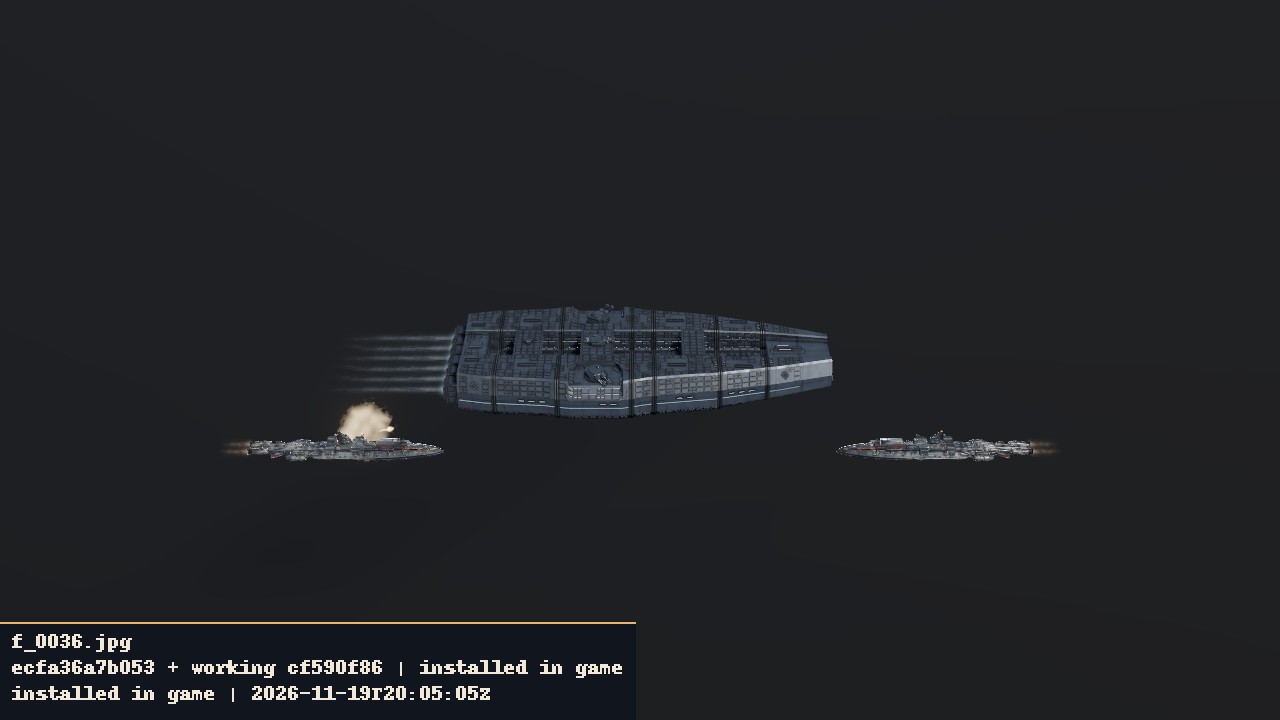 f_0036.jpg
ecfa36a7b053 + working cf590f86 | installed in game
installed in game | 2026-11-19T20:05:05Z